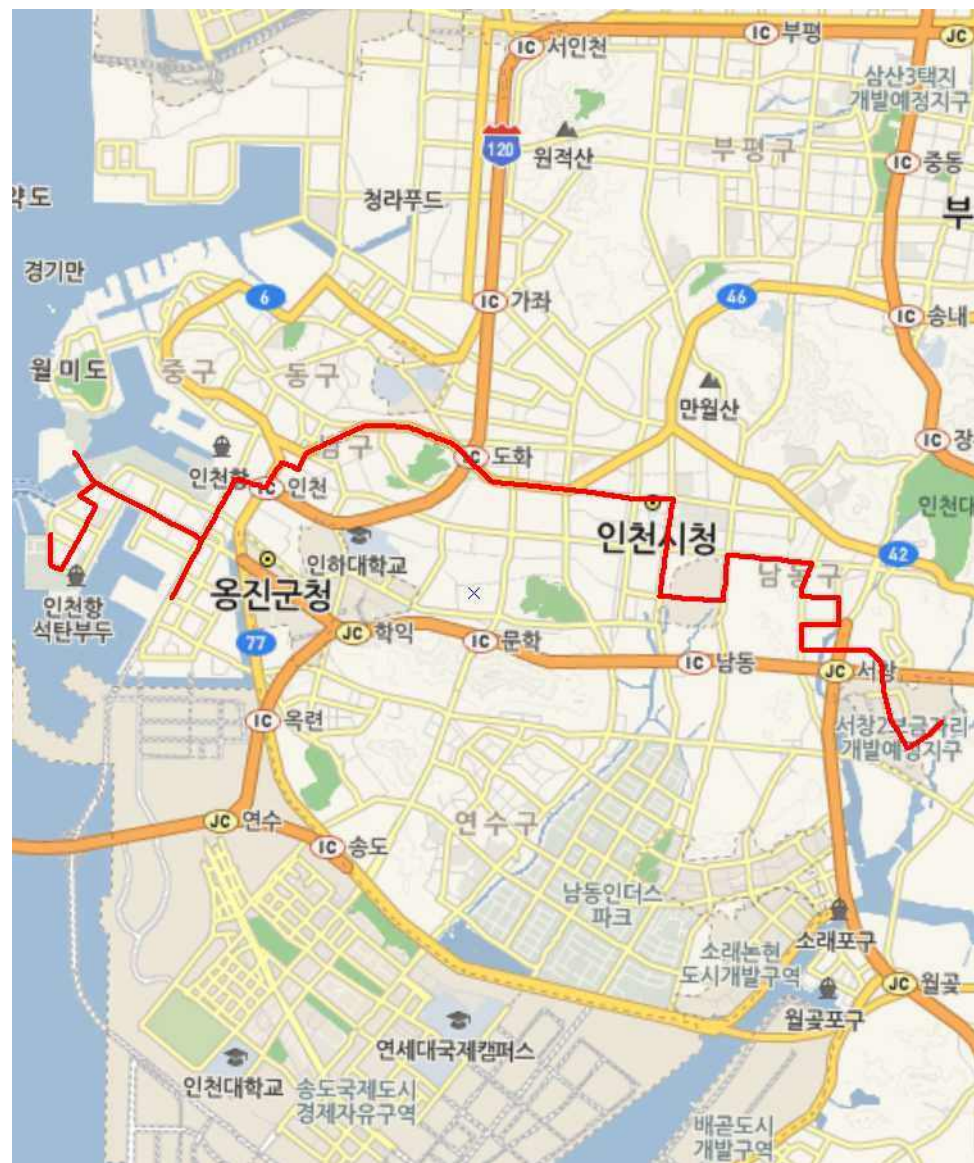 IC 서인천
IC 부평
JC
삼산3택지
개발예정지구
120
원적산
부평구
IC 중동
약도
청라푸드
부
경기만
6
IC 가좌
46
IC 송내
월미도
중구
동구
만월산
남구
IC 장
인천항
IC 인천
도화
인천대
인천시청
인하대학교
42
남동구
옹진군청
인천항
석탄부두
77
JC 학익
IC 문학
IC 남동
JC 서창
IC 옥련
서창2보금자리
개발예정지구
JC 연수
IC 송도
연수구
남동인더스
파크
소래포구
소래논현
도시개발구역
JC 월곶
월곶포구
연세대국제캠퍼스
인천대학교
송도국제도시
경제자유구역
배곧도시
개발구역